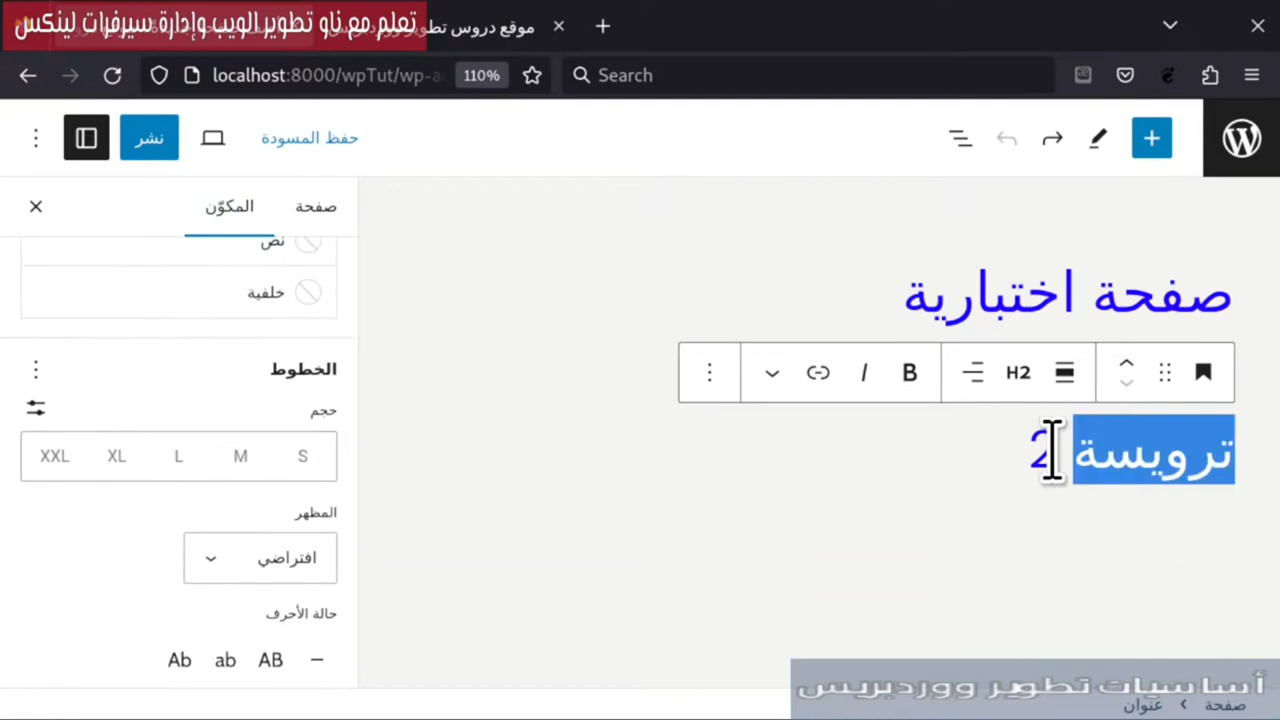 تعلم مع ناو تطوير الويب وإدارة سيرفرات لينكس
موقع دروس تطوير ووردبريس
localhost:8000/wpTut/wp-a
110%
Search
نشر
حفظ المسودة
صفحة
المكوّن
نص
خلفية
الخطوط
حجم
S M L XL XXL
المظهر
افتراضي
حالة الأحرف
AB ab Ab
صفحة اختبارية
B I H2
ترويسة 2
أساسيات تطوير ووردبريس
صفحة
عنوان